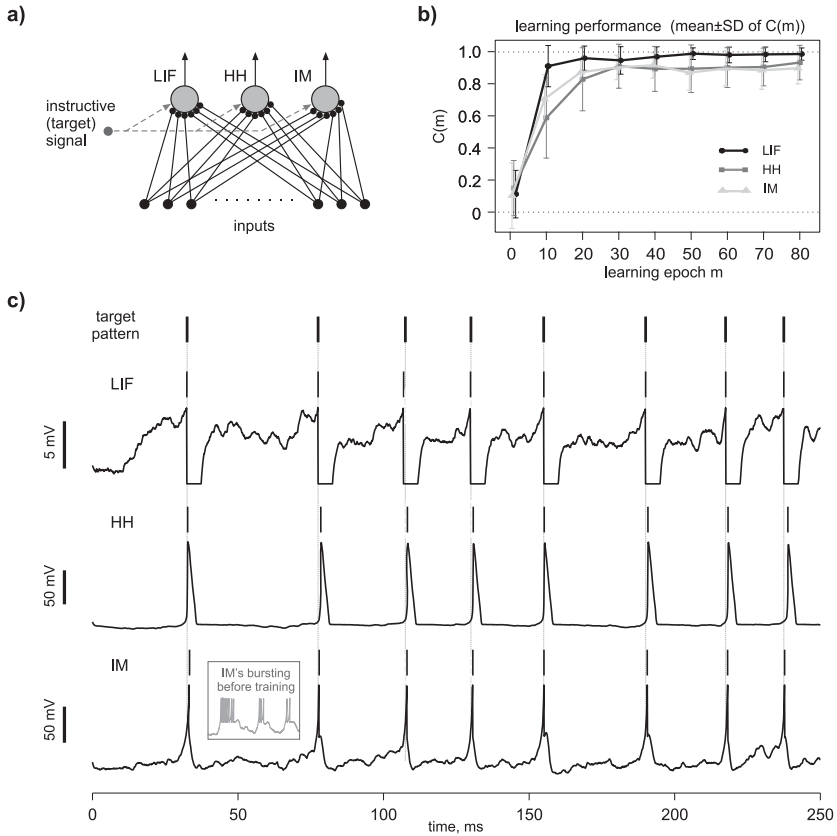 a)
LIF HH IM
instructive
(target)
signal
inputs
b)
learning performance (mean±SD of C(m))
C(m)
1.0
0.8
0.6
0.4
0.2
0
LIF
HH
IM
0 10 20 30 40 50 60 70 80
learning epoch m
c)
target
pattern
LIF
5 mV
HH
50 mV
IM
IM's bursting
before training
50 mV
0 50 100 150 200 250
time, ms